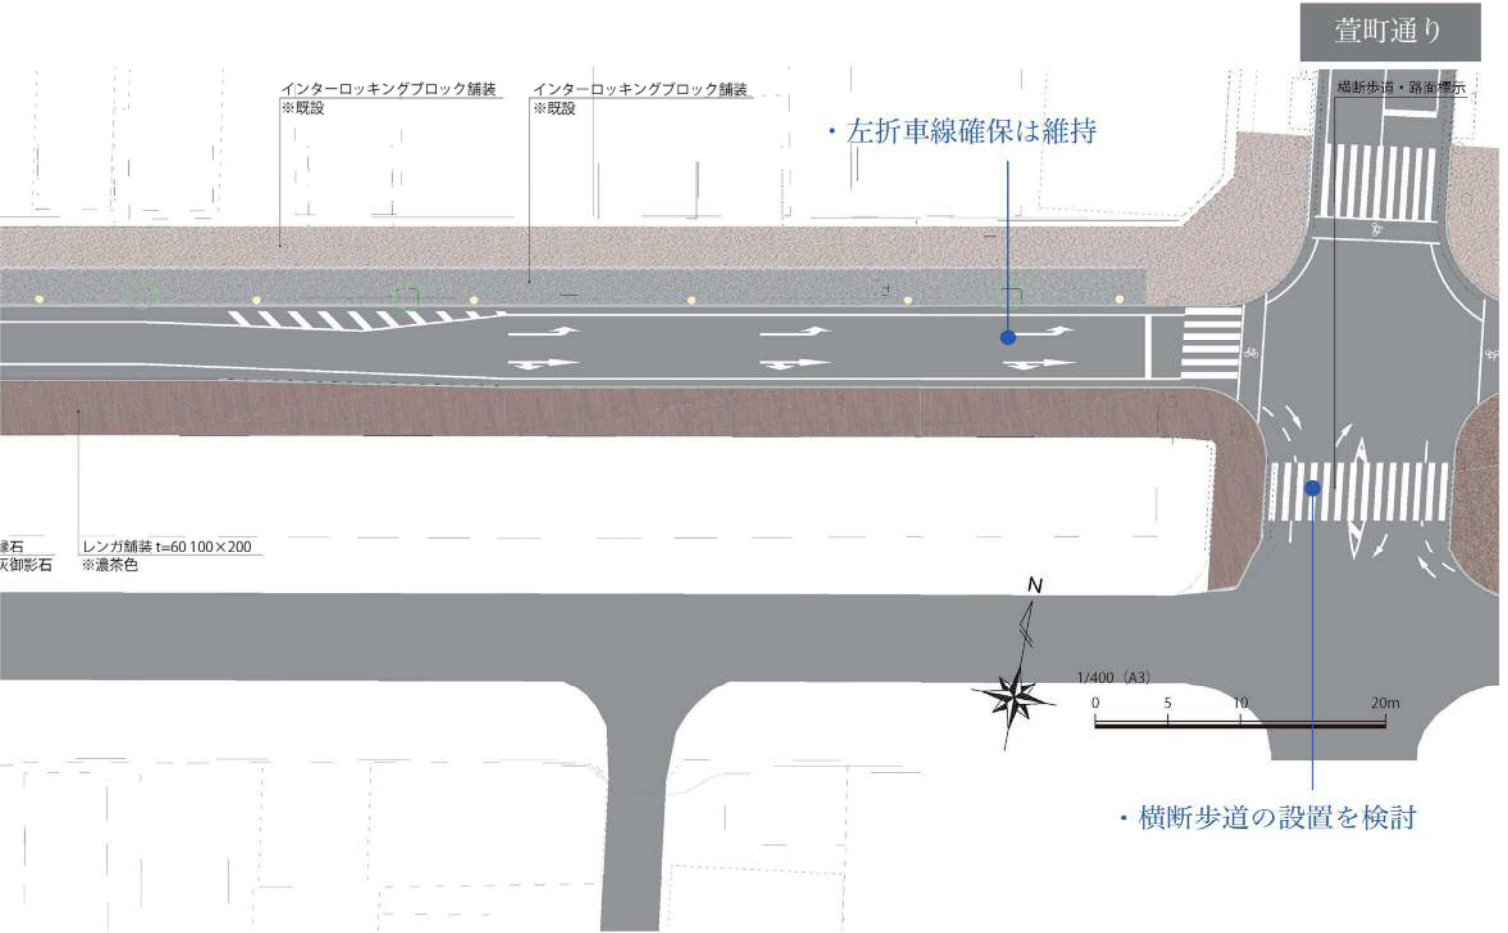 萱町通り
インターロッキングブロック舗装
※既設
インターロッキングブロック舗装
※既設
横断歩道・路面標示
・左折車線確保は維持
縁石
灰御影石
レンガ舗装 t=60 100×200
※濃茶色
N
1/400（A3）
0 5 10 20m
・横断歩道の設置を検討